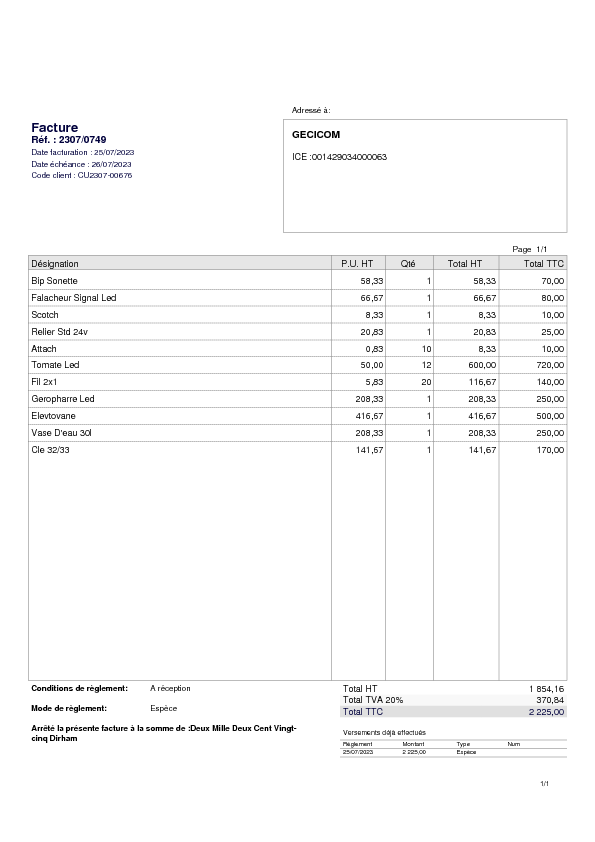 Adressé à:
Facture
Réf. : 2307/0749
Date facturation : 25/07/2023
Date échéance : 26/07/2023
Code client : CU2307-00676
GECICOM
ICE :001429034000063
Page 1/1
Désignation P.U. HT Qté Total HT Total TTC
Bip Sonette 58,33 1 58,33 70,00
Falacheur Signal Led 66,67 1 66,67 80,00
Scotch 8,33 1 8,33 10,00
Relier Std 24v 20,83 1 20,83 25,00
Attach 0,83 10 8,33 10,00
Tomate Led 50,00 12 600,00 720,00
Fil 2x1 5,83 20 116,67 140,00
Geropharre Led 208,33 1 208,33 250,00
Elevtovane 416,67 1 416,67 500,00
Vase D'eau 30l 208,33 1 208,33 250,00
Cle 32/33 141,67 1 141,67 170,00
Conditions de règlement: A réception
Mode de règlement: Espèce
Arrêté la présente facture à la somme de :Deux Mille Deux Cent Vingt-
cinq Dirham
Total HT 1 854,16
Total TVA 20% 370,84
Total TTC 2 225,00
Versements déjà effectués
Règlement Montant Type Num
25/07/2023 2 225,00 Espèce
1/1